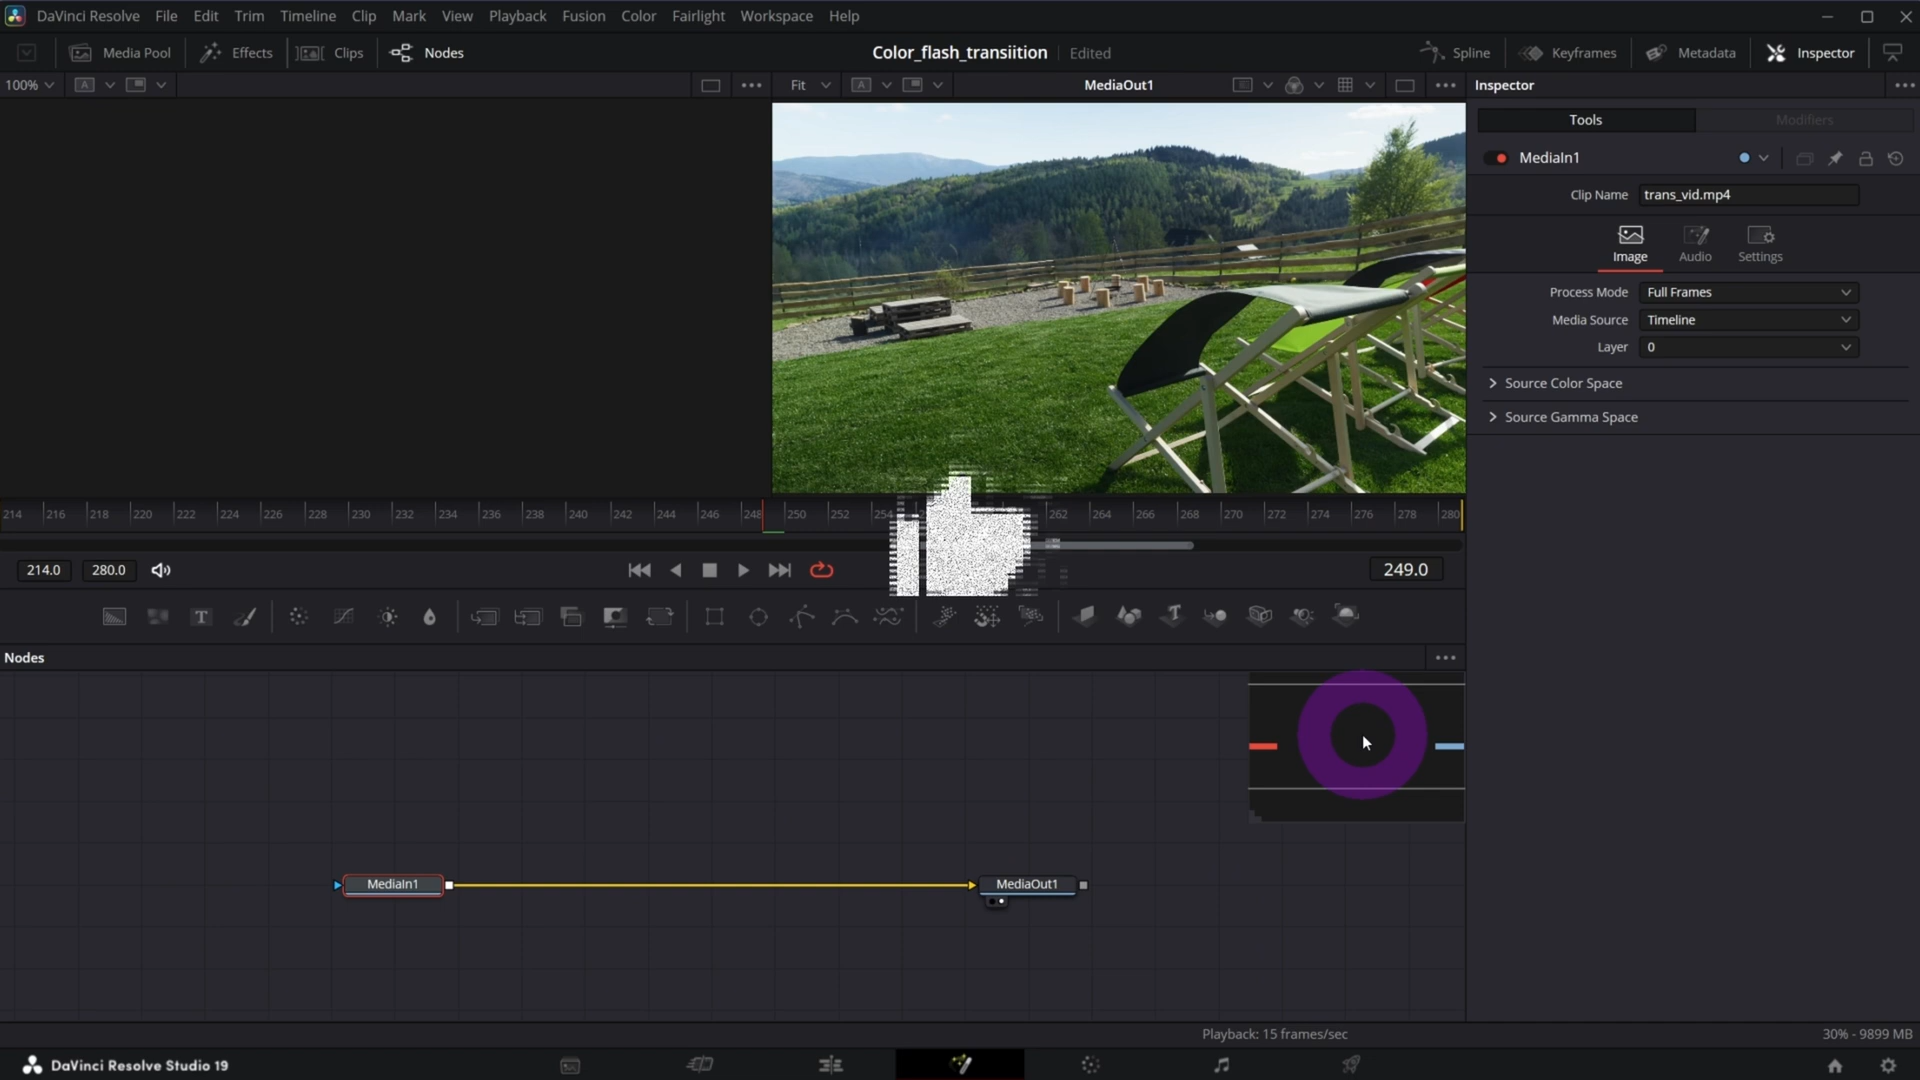 DaVinci Resolve File Edit Trim Timeline Clip Mark View Playback Fusion Color Fairlight Workspace Help
Media Pool Effects Clips Nodes Color_flash_transiition Edited Spline Keyframes Metadata Inspector
100% A Fit A MediaOut1 Inspector
Tools Modifiers
MediaIn1
Clip Name trans_vid.mp4
Image Audio Settings
Process Mode Full Frames
Media Source Timeline
Layer 0
Source Color Space
Source Gamma Space
214 216 218 220 222 224 226 228 230 232 234 236 238 240 242 244 246 248 250 252 254 262 264 266 268 270 272 274 276 278 280
214.0 280.0 249.0
T T
Nodes
MediaIn1 MediaOut1
Playback: 15 frames/sec 30% - 9899 MB
DaVinci Resolve Studio 19